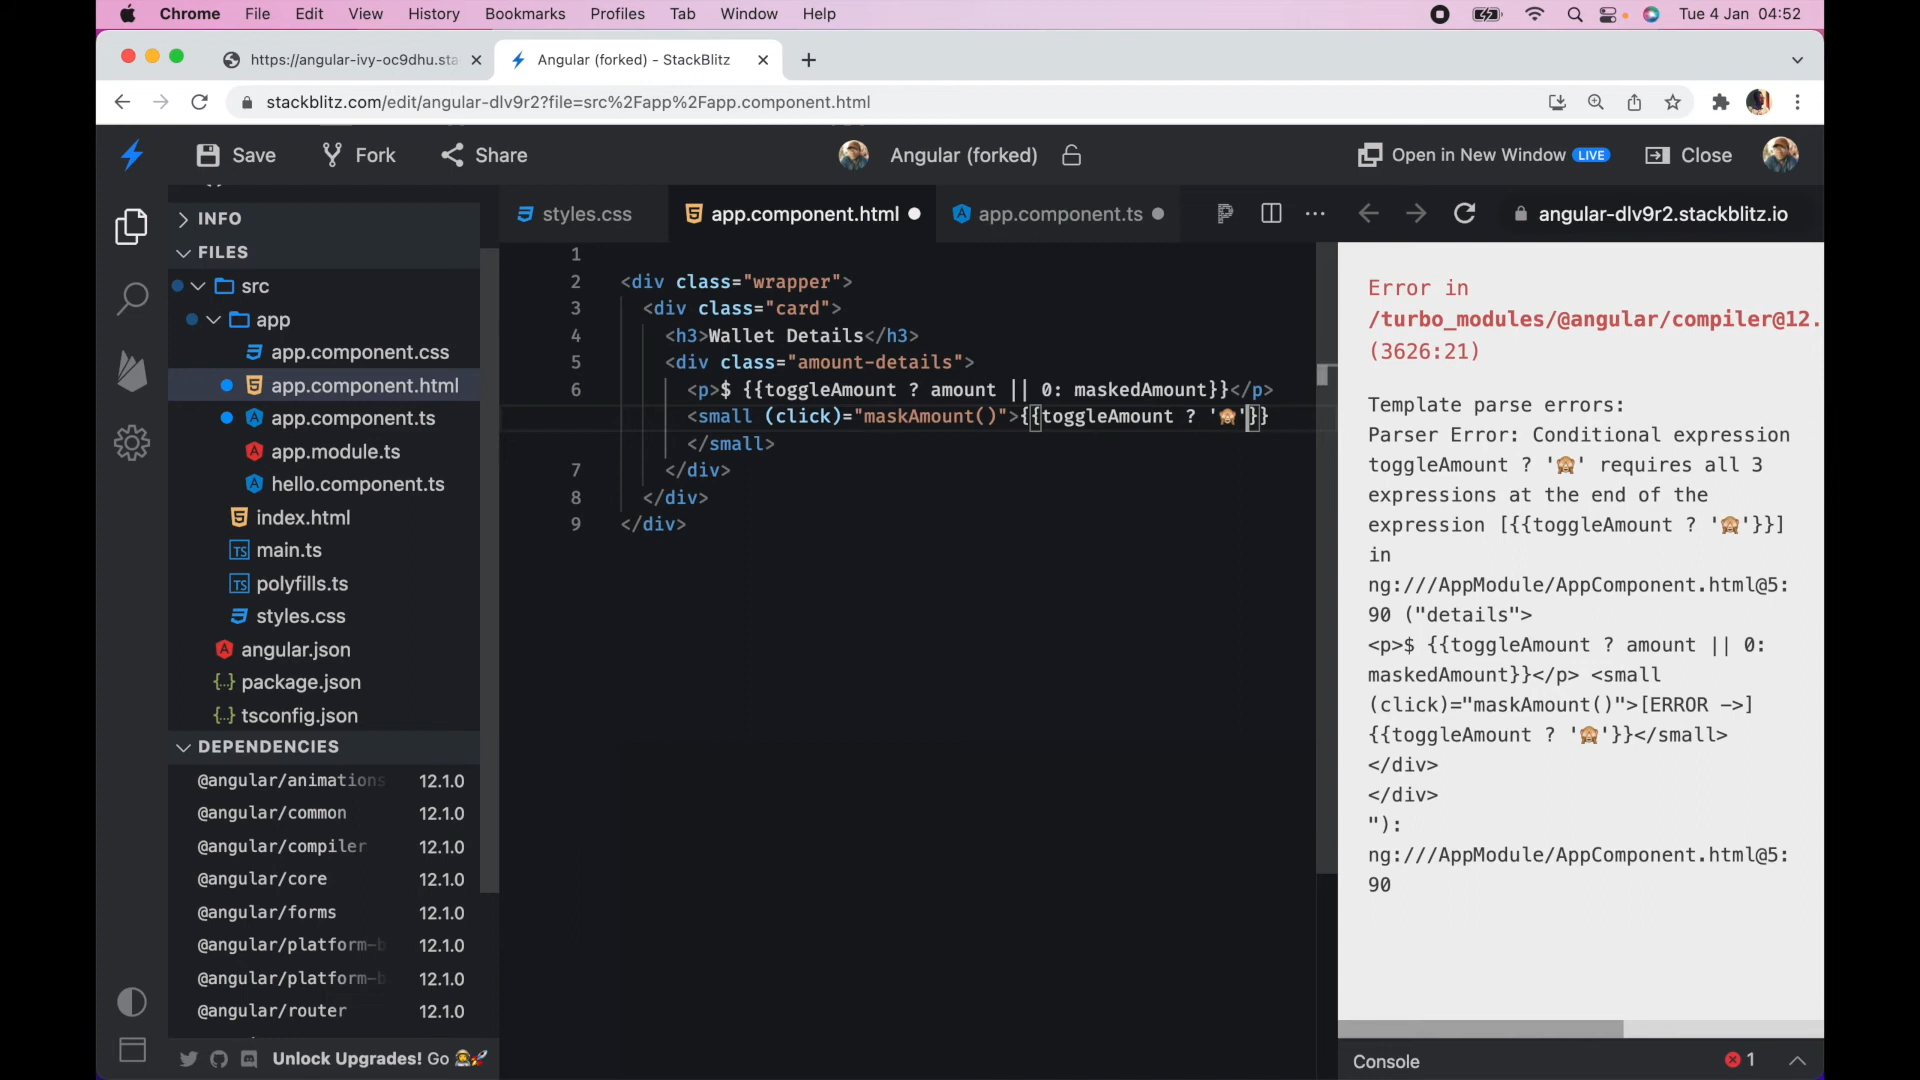 Chrome File Edit View History Bookmarks Profiles Tab Window Help Tue 4 Jan 04:52
https://angular-ivy-oc9dhu.sta Angular (forked) - StackBlitz
stackblitz.com/edit/angular-dlv9r2?file=src%2Fapp%2Fapp.component.html
Save Fork Share Angular (forked) Open in New Window LIVE Close
INFO
FILES
src
app
app.component.css
app.component.html
app.component.ts
app.module.ts
hello.component.ts
index.html
main.ts
polyfills.ts
styles.css
angular.json
package.json
tsconfig.json
DEPENDENCIES
@angular/animations 12.1.0
@angular/common 12.1.0
@angular/compiler 12.1.0
@angular/core 12.1.0
@angular/forms 12.1.0
@angular/platform-b 12.1.0
@angular/platform-b 12.1.0
@angular/router 12.1.0
Unlock Upgrades! Go 👩‍🚀🚀
styles.css app.component.html app.component.ts
1
2 <div class="wrapper">
3 <div class="card">
4 <h3>Wallet Details</h3>
5 <div class="amount-details">
6 <p>$ {{toggleAmount ? amount || 0: maskedAmount}}</p>
<small (click)="maskAmount()">{{toggleAmount ? '🙈'}}
</small>
7 </div>
8 </div>
9 </div>
angular-dlv9r2.stackblitz.io
Error in
/turbo_modules/@angular/compiler@12.
(3626:21)
Template parse errors:
Parser Error: Conditional expression
toggleAmount ? '🙈' requires all 3
expressions at the end of the
expression [{{toggleAmount ? '🙈'}}]
in
ng:///AppModule/AppComponent.html@5:
90 ("details">
<p>$ {{toggleAmount ? amount || 0:
maskedAmount}}</p> <small
(click)="maskAmount()">[ERROR ->]
{{toggleAmount ? '🙈'}}</small>
</div>
</div>
"):
ng:///AppModule/AppComponent.html@5:
90
Console 1